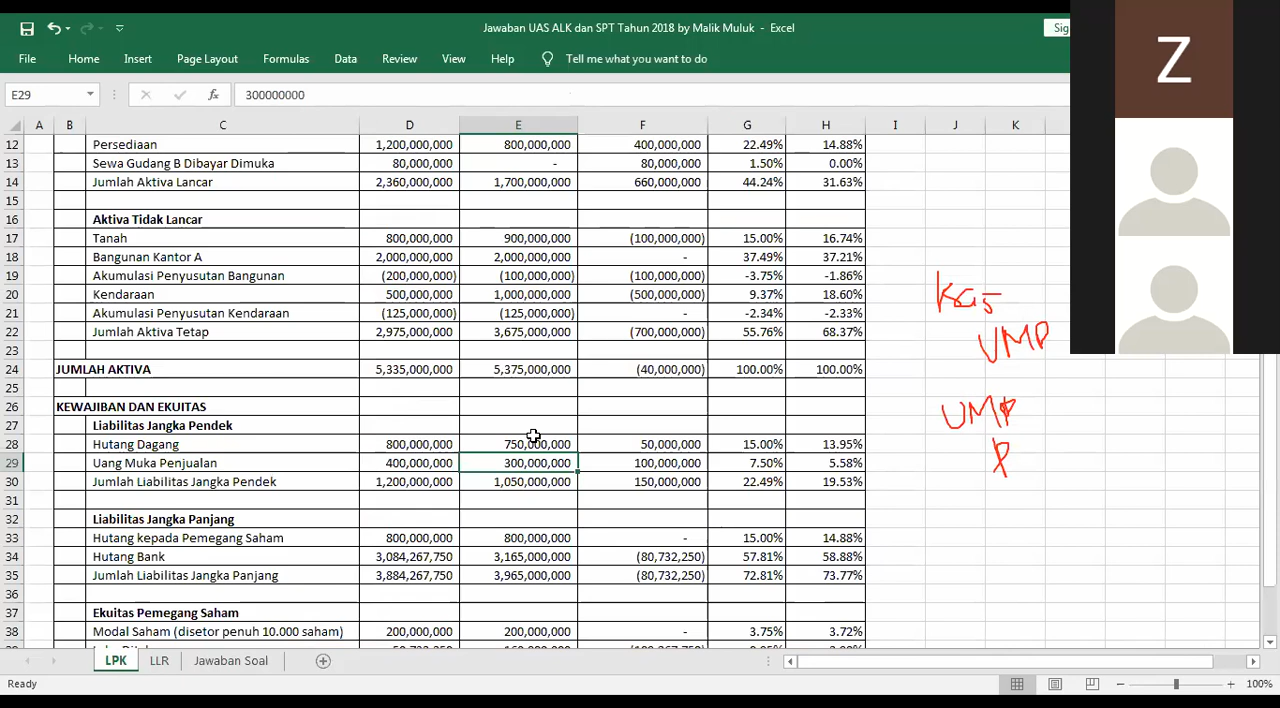 Jawaban UAS ALK dan SPT Tahun 2018 by Malik Muluk - Excel
Sig
File Home Insert Page Layout Formulas Data Review View Help Tell me what you want to do
E29 fx 300000000
Z
A B C D E F G H I J K
12 Persediaan 1,200,000,000 800,000,000 400,000,000 22.49% 14.88%
13 Sewa Gudang B Dibayar Dimuka 80,000,000 - 80,000,000 1.50% 0.00%
14 Jumlah Aktiva Lancar 2,360,000,000 1,700,000,000 660,000,000 44.24% 31.63%
15
16 Aktiva Tidak Lancar
17 Tanah 800,000,000 900,000,000 (100,000,000) 15.00% 16.74%
18 Bangunan Kantor A 2,000,000,000 2,000,000,000 - 37.49% 37.21%
19 Akumulasi Penyusutan Bangunan (200,000,000) (100,000,000) (100,000,000) -3.75% -1.86%
20 Kendaraan 500,000,000 1,000,000,000 (500,000,000) 9.37% 18.60%
21 Akumulasi Penyusutan Kendaraan (125,000,000) (125,000,000) - -2.34% -2.33%
22 Jumlah Aktiva Tetap 2,975,000,000 3,675,000,000 (700,000,000) 55.76% 68.37%
UMP
23
24 JUMLAH AKTIVA 5,335,000,000 5,375,000,000 (40,000,000) 100.00% 100.00%
25
26 KEWAJIBAN DAN EKUITAS
UMP
27 Liabilitas Jangka Pendek
28 Hutang Dagang 800,000,000 750,000,000 50,000,000 15.00% 13.95%
29 Uang Muka Penjualan 400,000,000 300,000,000 100,000,000 7.50% 5.58%
P
30 Jumlah Liabilitas Jangka Pendek 1,200,000,000 1,050,000,000 150,000,000 22.49% 19.53%
31
32 Liabilitas Jangka Panjang
33 Hutang kepada Pemegang Saham 800,000,000 800,000,000 - 15.00% 14.88%
34 Hutang Bank 3,084,267,750 3,165,000,000 (80,732,250) 57.81% 58.88%
35 Jumlah Liabilitas Jangka Panjang 3,884,267,750 3,965,000,000 (80,732,250) 72.81% 73.77%
36
37 Ekuitas Pemegang Saham
38 Modal Saham (disetor penuh 10.000 saham) 200,000,000 200,000,000 - 3.75% 3.72%
LPK LLR Jawaban Soal
Ready 100%